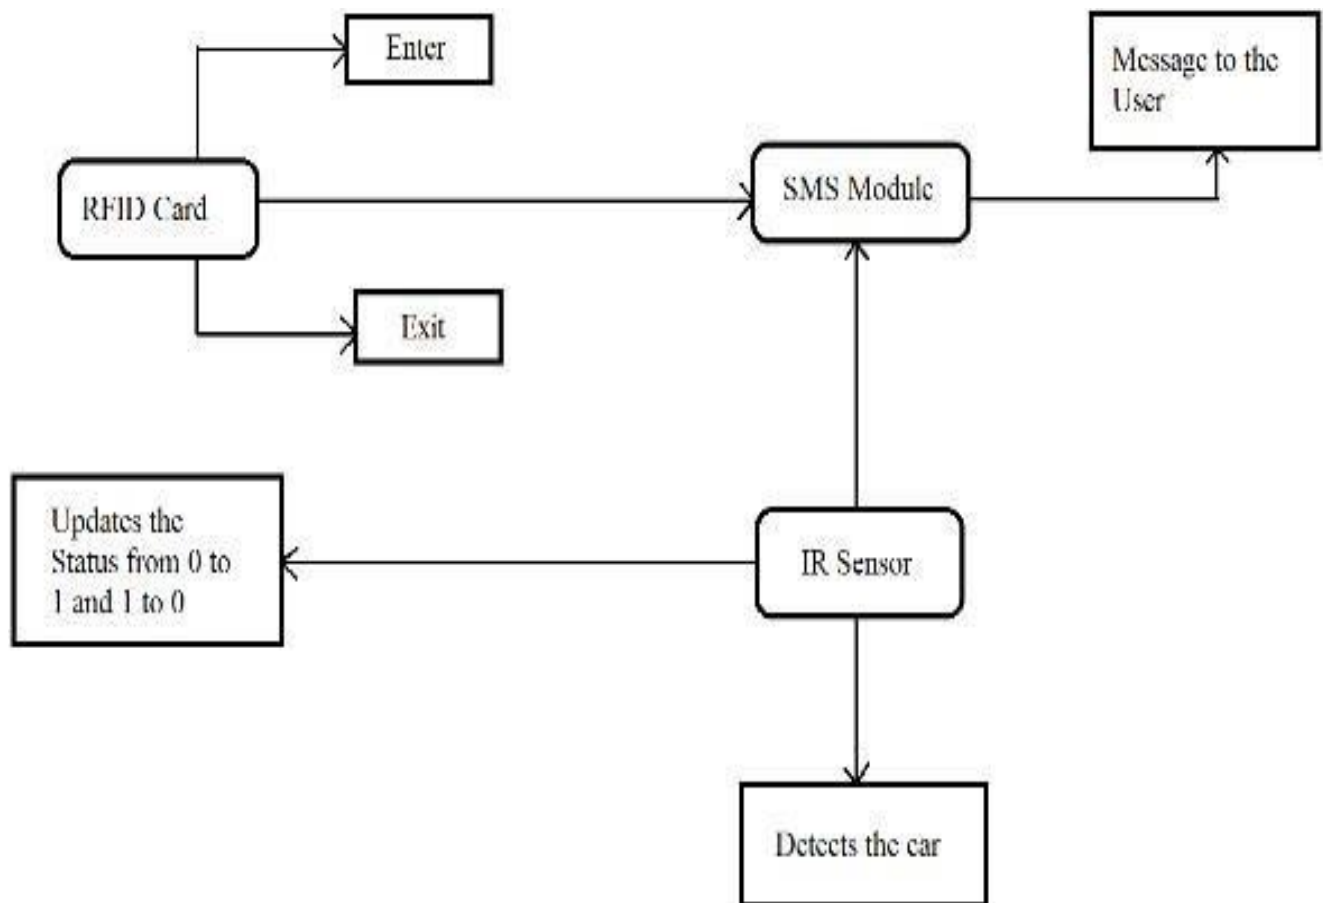 Enter
Message to the
User
RFID Card
SMS Module
Exit
Updates the
Status from 0 to
1 and 1 to 0
IR Sensor
Detects the car